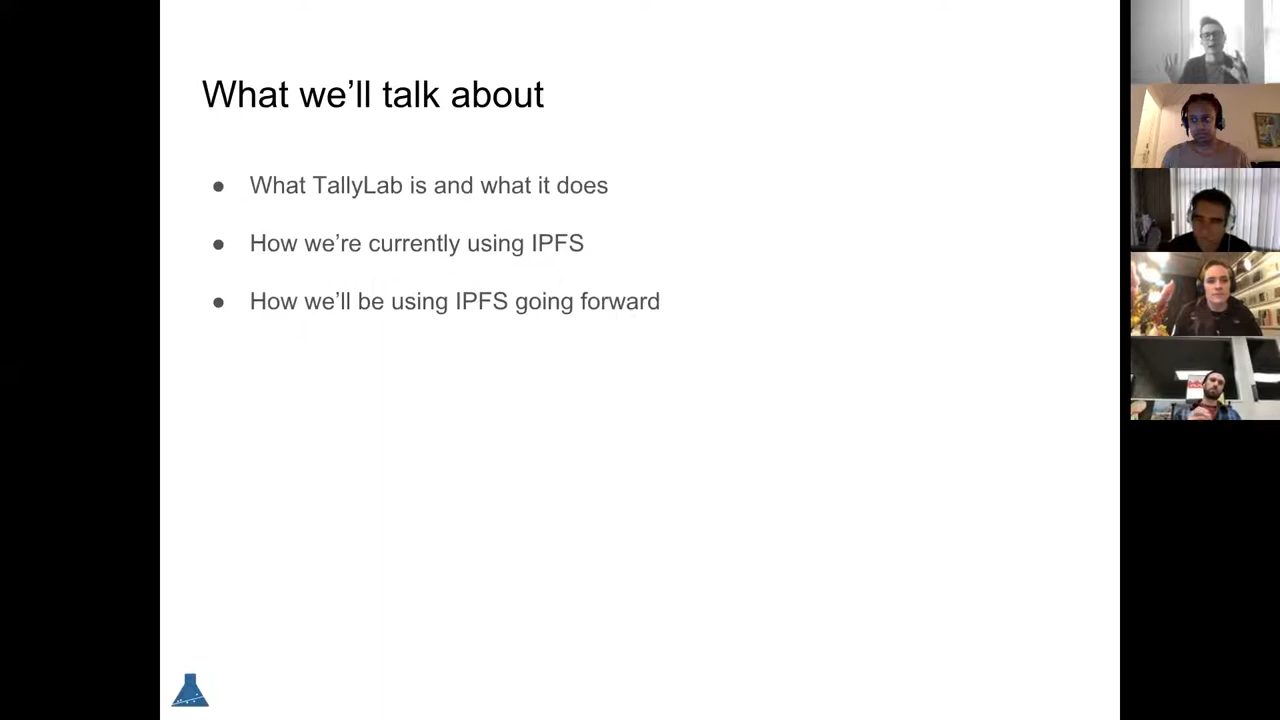 What we'll talk about
● What TallyLab is and what it does
● How we're currently using IPFS
● How we'll be using IPFS going forward